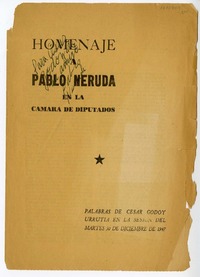 HOMENAJE
A
PABLO NERUDA
EN LA
CAMARA DE DIPUTADOS
PALABRAS DE CESAR GODOY
URRUTIA EN LA SESION DEL
MARTES 30 DE DICIEMBRE DE 1947